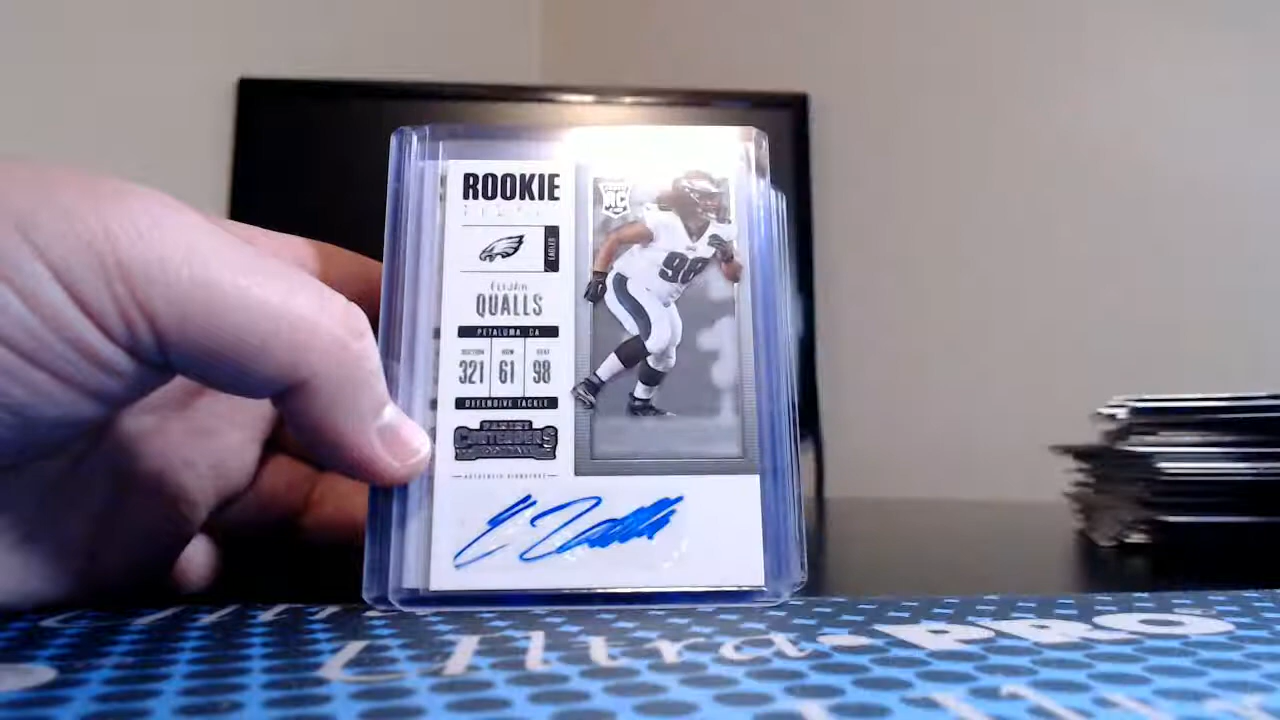 ROOKIE
RC
EAGLES
ELIJAH
QUALLS
PETALUMA CA
SECTION ROW SEAT
321 61 98
DEFENSIVE TACKLE
PANINI
CONTENDERS
FOOTBALL
AUTHENTIC SIGNATURE
98
Ultra•PRO